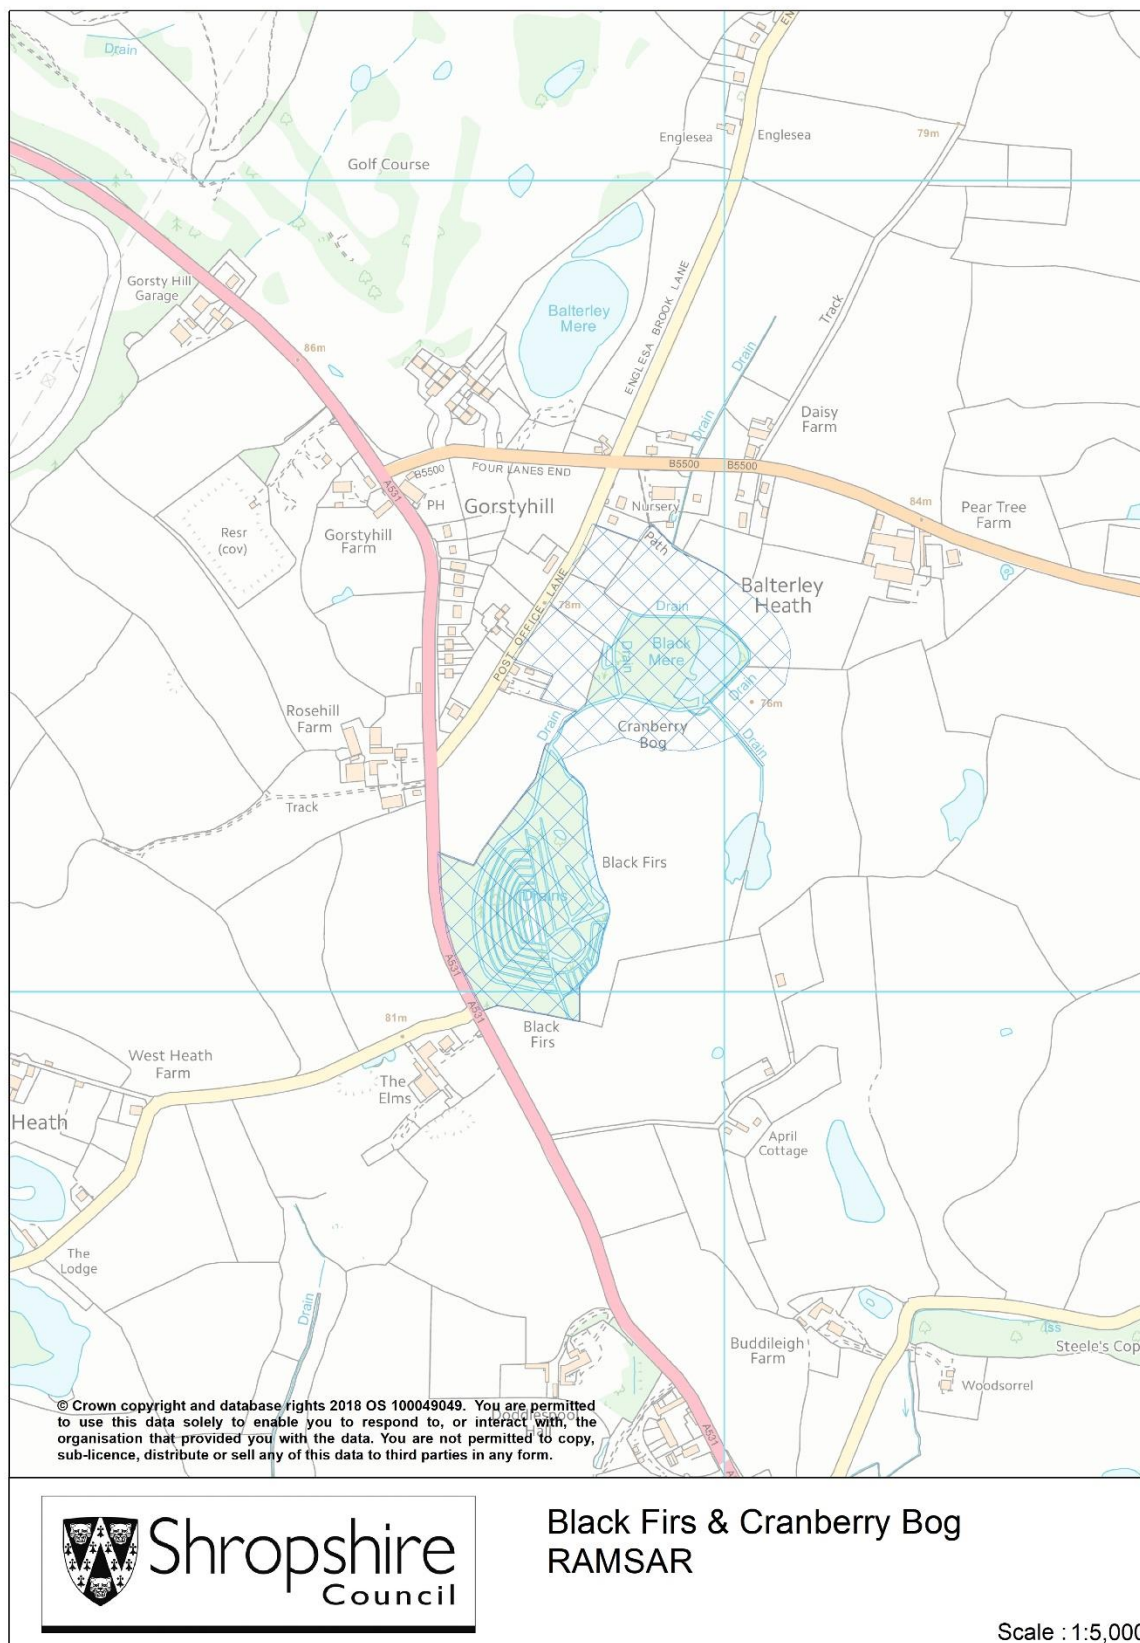 Drain
EN
Englesea
Englesea
79m
Golf Course
Gorsty Hill
Garage
Balterley
Mere
ENGLESA BROOK LANE
Track
86m
Drain
Drain
Daisy
Farm
B5500
FOUR LANES END
B5500
B5500
A531
PH
Gorstyhill
Nursery
84m
Pear Tree
Farm
Resr
(cov)
Gorstyhill
Farm
Path
Balterley
Heath
POST OFFICE LANE
78m
Drain
Black
Mere
Drain
Drain
76m
Rosehill
Farm
Drain
Cranberry
Bog
Drain
Track
Black Firs
Drains
A531
A531
81m
Black
Firs
West Heath
Farm
The
Elms
Heath
April
Cottage
The
Lodge
Drain
Buddileigh
Farm
Iss
Steele's Cop
Woodsorrel
Doddlespool
Hall
A531
© Crown copyright and database rights 2018 OS 100049049. You are permitted
to use this data solely to enable you to respond to, or interact with, the
organisation that provided you with the data. You are not permitted to copy,
sub-licence, distribute or sell any of this data to third parties in any form.
Shropshire
Council
Black Firs & Cranberry Bog
RAMSAR
Scale : 1:5,000